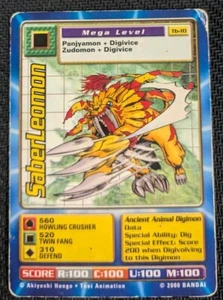 Mega Level
1b-10
Panjyamon + Digivice
Zudomon + Digivice
SaberLeomon
560
HOWLING CRUSHER
520
TWIN FANG
310
DEFEND
Ancient Animal Digimon
Data
Special Ability: Dig
Special Effect: Score
200 when Digivolving
to this Digimon
SCORE R:100 C:100 U:100 M:100
© Akiyoshi Hongo • Toei Animation
© 2000 BANDAI